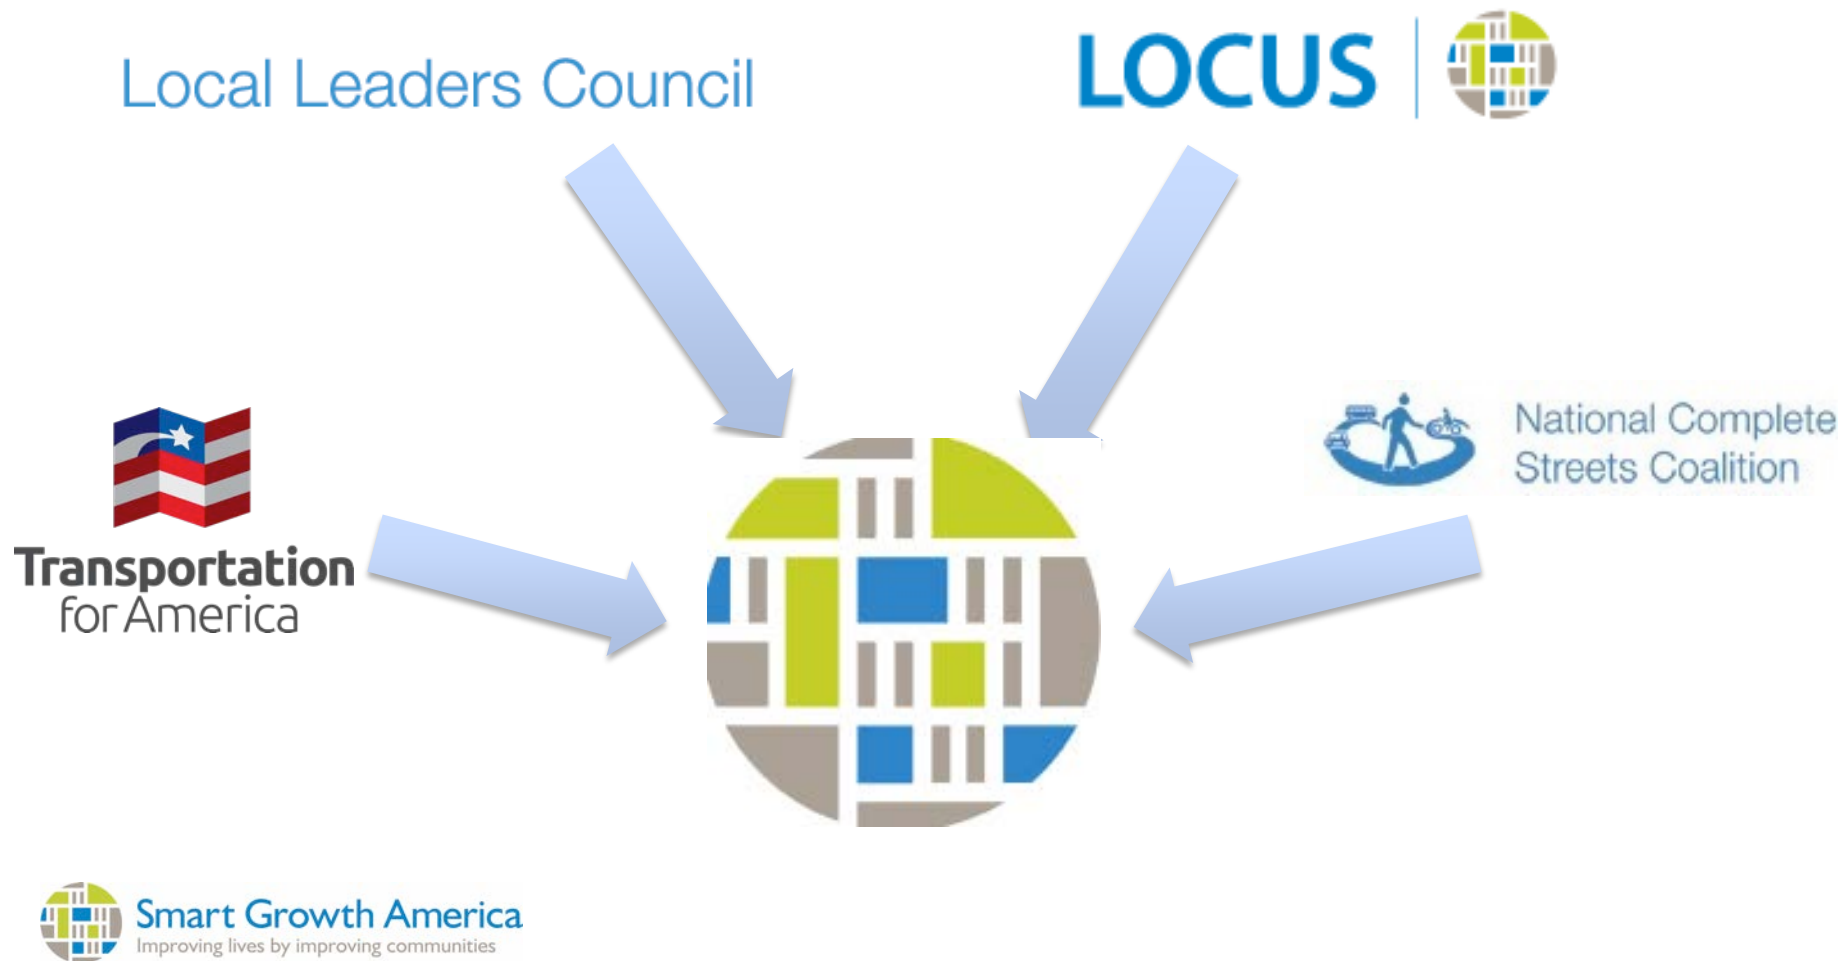 Local Leaders Council
LOCUS
National Complete
Streets Coalition
Transportation
for America
Smart Growth America
Improving lives by improving communities